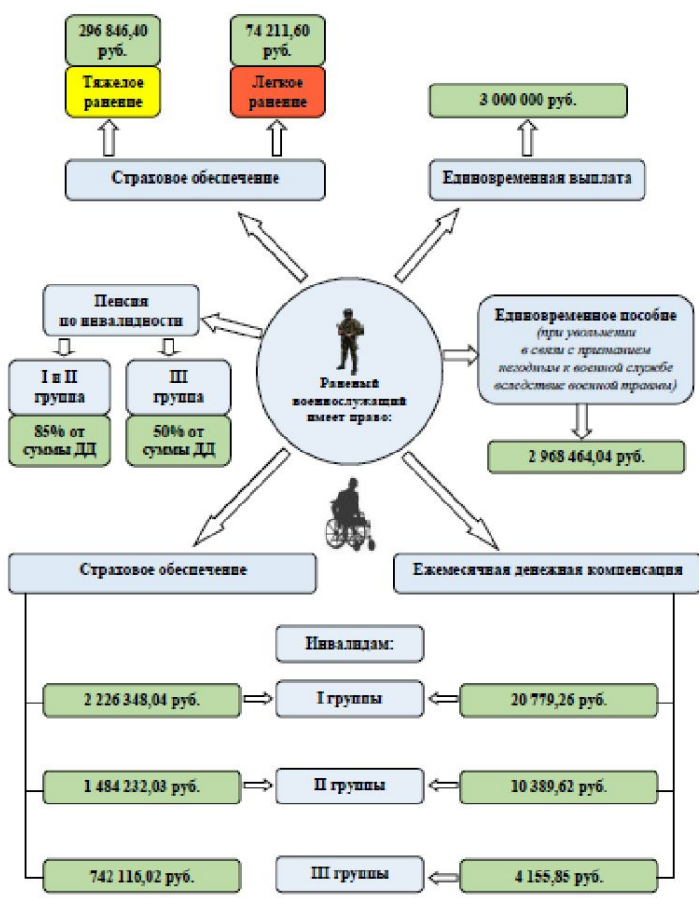 296 846,40
руб.
Тяжелое
ранение
74 211,60
руб.
Легкое
ранение
3 000 000 руб.
Страховое обеспечение
Единовременная выплата
Пенсия
по инвалидности
I и II
группа
85% от
суммы ДД
III
группа
50% от
суммы ДД
Раненый
военнослужащий
имеет право:
Единовременное пособие
(при увольнении
в связи с признанием
негодным к военной службе
вследствие военной травмы)
2 968 464,04 руб.
Страховое обеспечение
Ежемесячная денежная компенсация
Инвалидам:
2 226 348,04 руб.
I группы
20 779,26 руб.
1 484 232,03 руб.
II группы
10 389,62 руб.
742 116,02 руб.
III группы
4 155,85 руб.